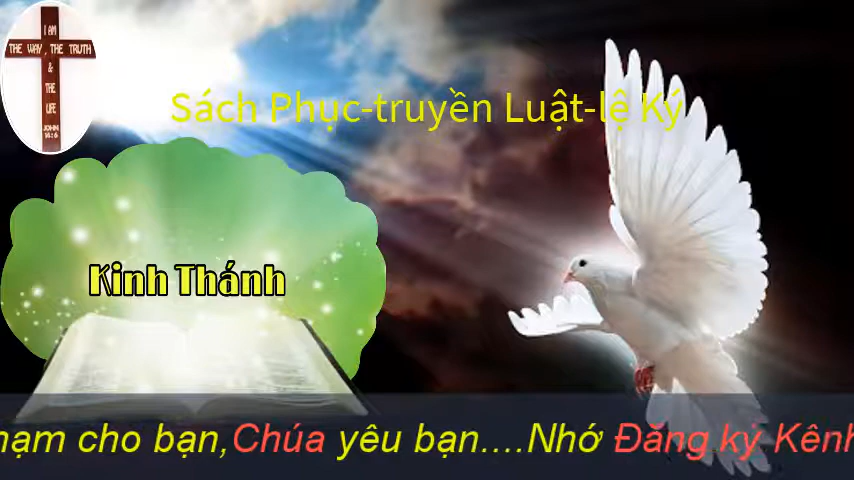 I AM
THE WAY, THE TRUTH
&
THE
LIFE
JOHN
14:6
Sách Phục-truyền Luật-lệ Ký
Kinh Thánh
cho bạn,Chúa yêu bạn....Nhớ Đăng ký Kênh